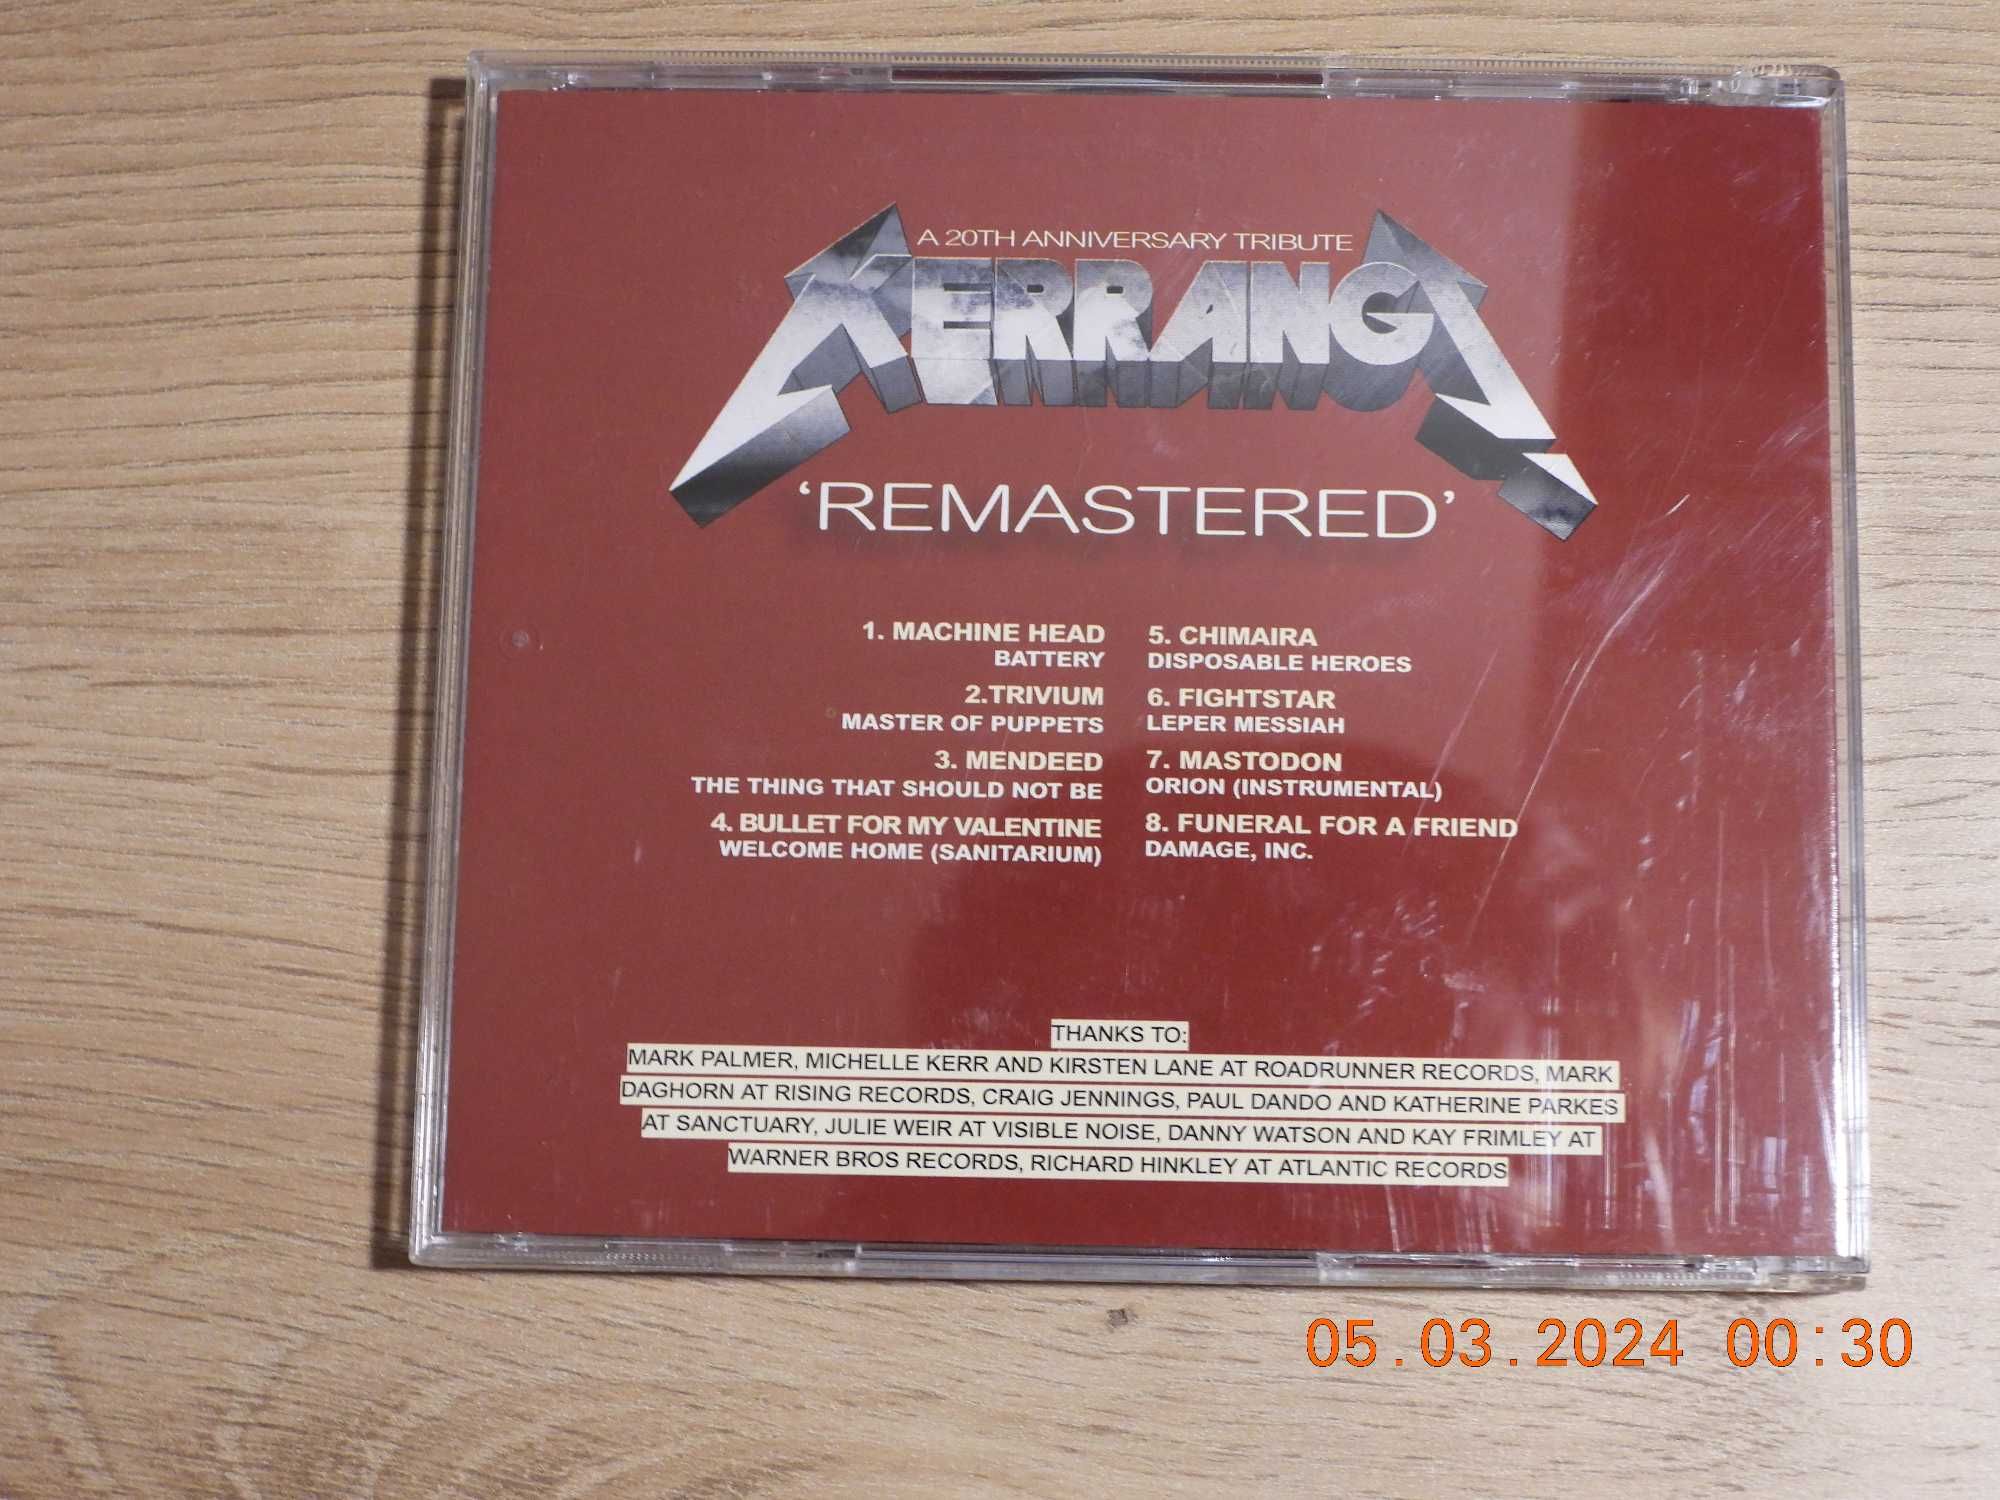 A 20TH ANNIVERSARY TRIBUTE
KERRANG!
'REMASTERED'
1. MACHINE HEAD
BATTERY
2.TRIVIUM
MASTER OF PUPPETS
3. MENDEED
THE THING THAT SHOULD NOT BE
4. BULLET FOR MY VALENTINE
WELCOME HOME (SANITARIUM)
5. CHIMAIRA
DISPOSABLE HEROES
6. FIGHTSTAR
LEPER MESSIAH
7. MASTODON
ORION (INSTRUMENTAL)
8. FUNERAL FOR A FRIEND
DAMAGE, INC.
THANKS TO:
MARK PALMER, MICHELLE KERR AND KIRSTEN LANE AT ROADRUNNER RECORDS, MARK
DAGHORN AT RISING RECORDS, CRAIG JENNINGS, PAUL DANDO AND KATHERINE PARKES
AT SANCTUARY, JULIE WEIR AT VISIBLE NOISE, DANNY WATSON AND KAY FRIMLEY AT
WARNER BROS RECORDS, RICHARD HINKLEY AT ATLANTIC RECORDS
05.03.2024 00:30